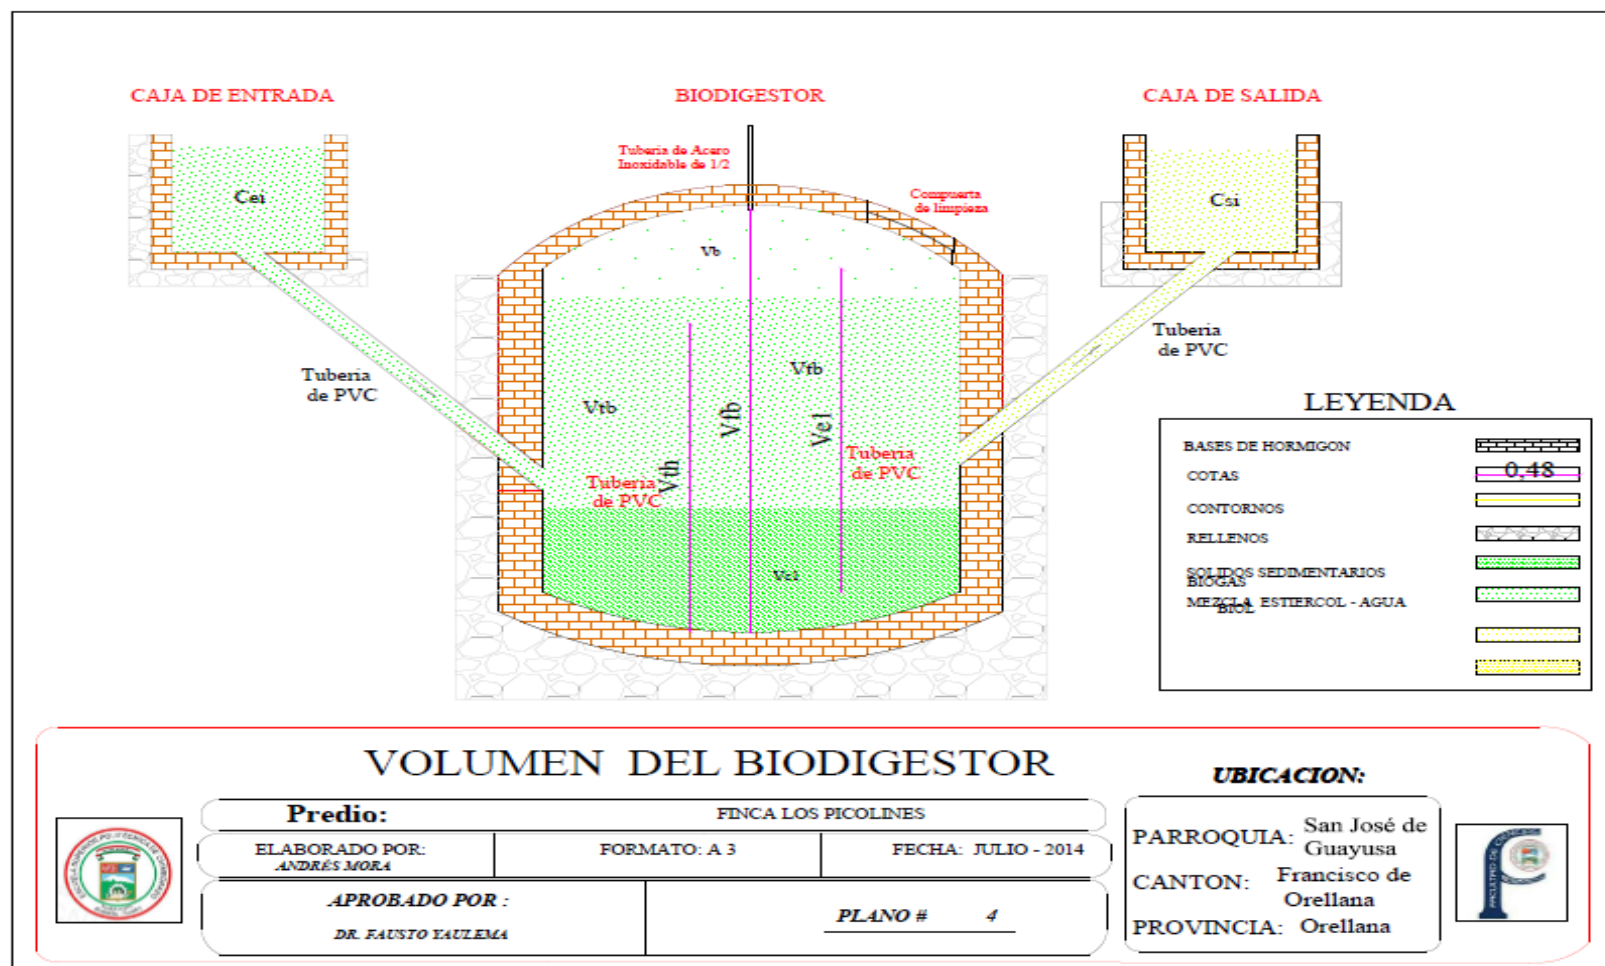 CAJA DE ENTRADA
BIODIGESTOR
CAJA DE SALIDA
Tuberia de Acero
Inoxidable de 1/2
Compuerta
de limpieza
Cei
Csi
Vb
Tuberia
de PVC
Tuberia
de PVC
Vfb
Vfb
Vtb
Ve1
Vth
Tuberia
de PVC
Tuberia
de PVC
LEYENDA
BASES DE HORMIGON
COTAS
0,48
CONTORNOS
RELLENOS
SOLIDOS SEDIMENTARIOS
BIOGAS
MEZCLA ESTIERCOL - AGUA
BIOL
VOLUMEN DEL BIODIGESTOR
Predio:
FINCA LOS PICOLINES
ELABORADO POR:
ANDRÉS MORA
FORMATO: A 3
FECHA: JULIO - 2014
APROBADO POR :
DR. FAUSTO YAULEMA
PLANO # 4
UBICACION:
PARROQUIA: San José de
Guayusa
CANTON: Francisco de
Orellana
PROVINCIA: Orellana